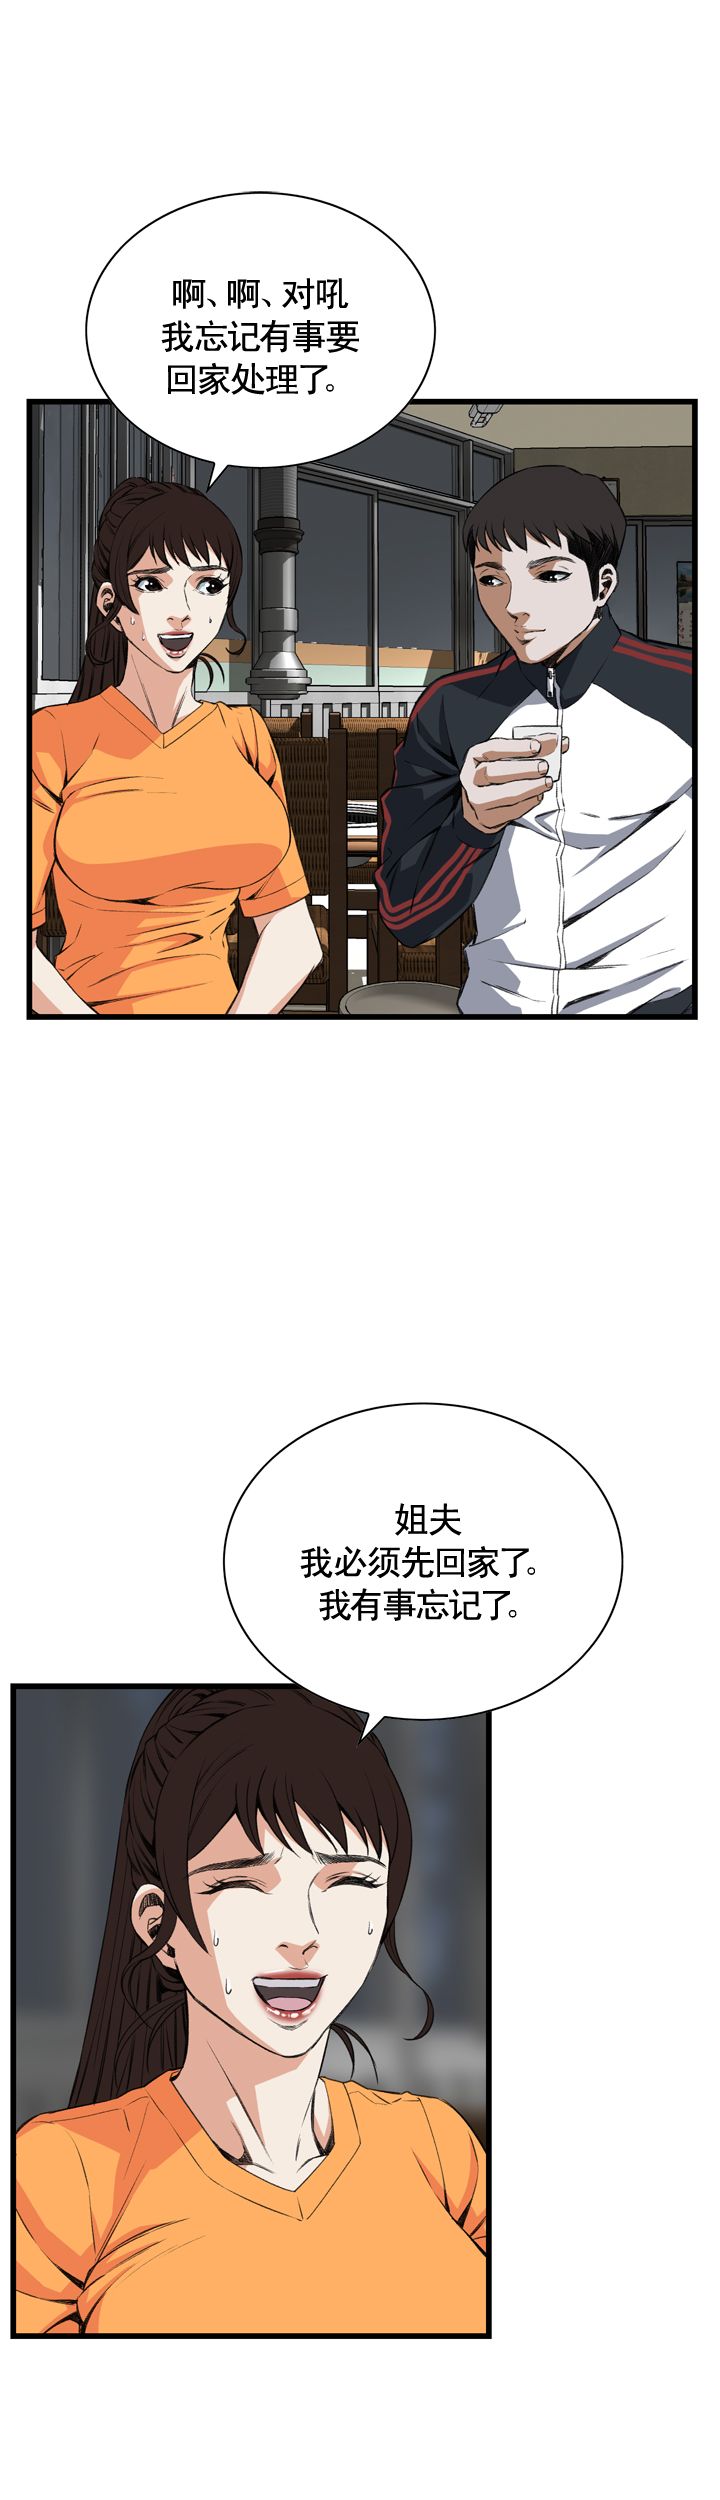 啊、啊、对吼
我忘记有事要
回家处理了。
姐夫
我必须先回家了。
我有事忘记了。